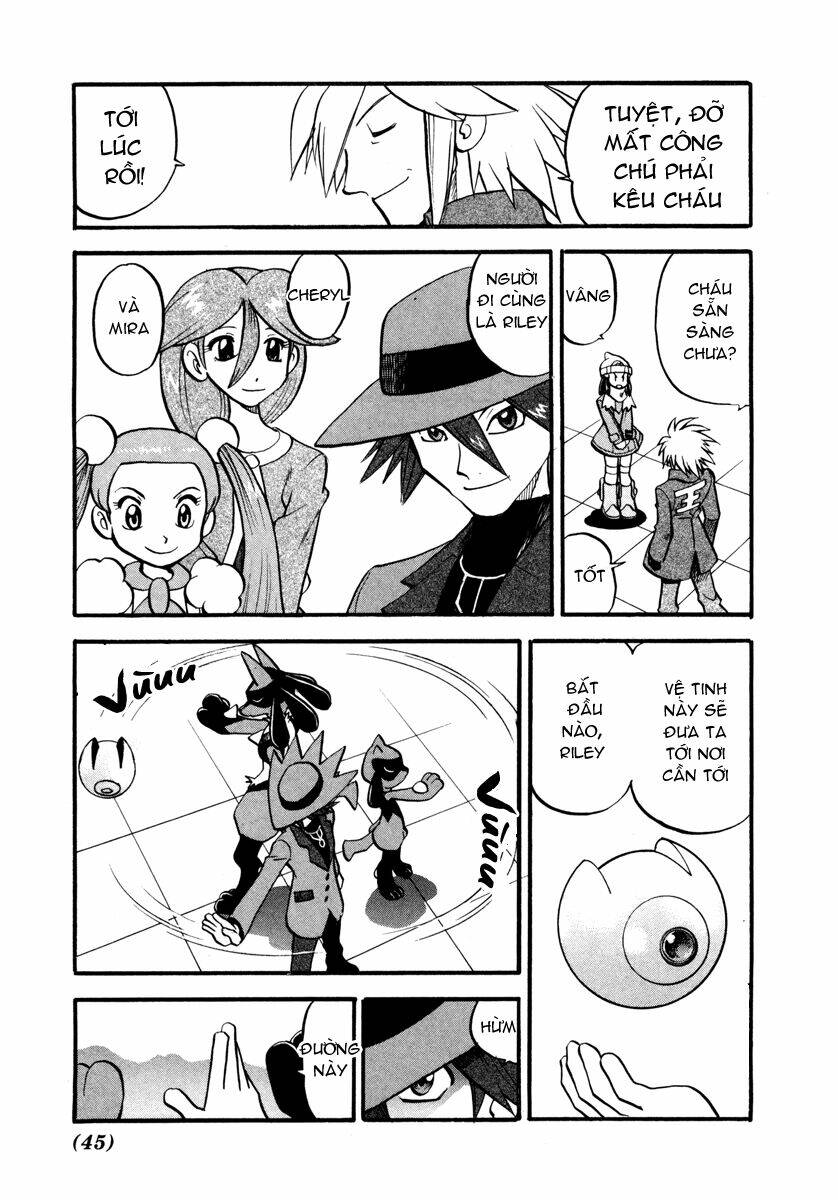 TUYỆT, ĐỠ
MẤT CÔNG
CHÚ PHẢI
KÊU CHÁU
TỚI
LÚC
RỒI!
CHÁU
SẴN
SÀNG
CHƯA?
VÂNG
TỐT
NGƯỜI
ĐI CÙNG
LÀ RILEY
CHERYL
VÀ
MIRA
VỆ TINH
NÀY SẼ
ĐƯA TA
TỚI NƠI
CẦN TỚI
BẮT
ĐẦU
NÀO,
RILEY
Vùuu
Vùuu
HỪM
ĐƯỜNG
NÀY
(45)